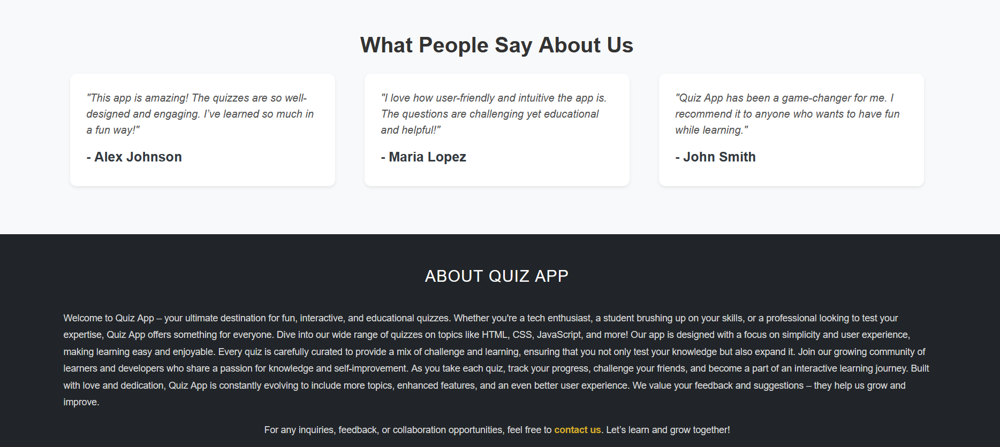 What People Say About Us
"This app is amazing! The quizzes are so well-
designed and engaging. I’ve learned so much in
a fun way!"
- Alex Johnson
"I love how user-friendly and intuitive the app is.
The questions are challenging yet educational
and helpful!"
- Maria Lopez
"Quiz App has been a game-changer for me. I
recommend it to anyone who wants to have fun
while learning."
- John Smith
ABOUT QUIZ APP
Welcome to Quiz App – your ultimate destination for fun, interactive, and educational quizzes. Whether you're a tech enthusiast, a student brushing up on your skills, or a professional looking to test your
expertise, Quiz App offers something for everyone. Dive into our wide range of quizzes on topics like HTML, CSS, JavaScript, and more! Our app is designed with a focus on simplicity and user experience,
making learning easy and enjoyable. Every quiz is carefully curated to provide a mix of challenge and learning, ensuring that you not only test your knowledge but also expand it. Join our growing community of
learners and developers who share a passion for knowledge and self-improvement. As you take each quiz, track your progress, challenge your friends, and become a part of an interactive learning journey. Built
with love and dedication, Quiz App is constantly evolving to include more topics, enhanced features, and an even better user experience. We value your feedback and suggestions – they help us grow and
improve.
For any inquiries, feedback, or collaboration opportunities, feel free to contact us. Let’s learn and grow together!